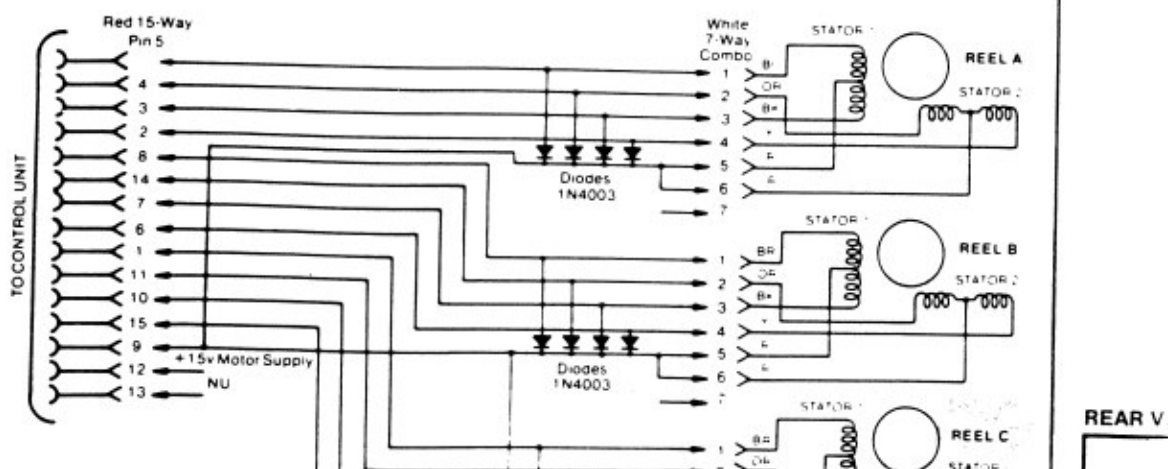 Red 15-Way
Pin 5
4
3
2
8
14
7
6
1
11
10
15
9
12
13
TO CONTROL UNIT
+15v Motor Supply
NU
Diodes
1N4003
Diodes
1N4003
White
7-Way
Combo
1
2
3
4
5
6
7
OR
STATOR
REEL A
STATOR 2
1 BR
2
3
4
5
6
STATOR
REEL B
STATOR 2
1 BR
STATOR
REEL C
STATOR
REAR V